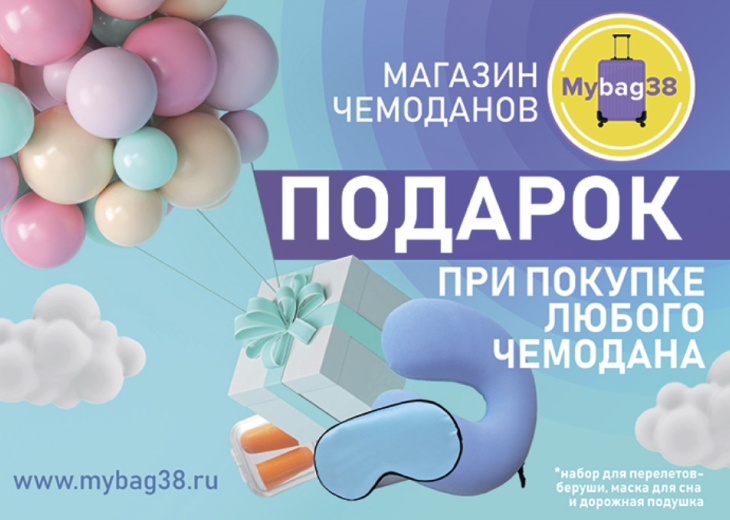 МАГАЗИН
ЧЕМОДАНОВ
Mybag38
ПОДАРОК
ПРИ ПОКУПКЕ
ЛЮБОГО
ЧЕМОДАНА
www.mybag38.ru
*набор для перелетов-
беруши, маска для сна
и дорожная подушка